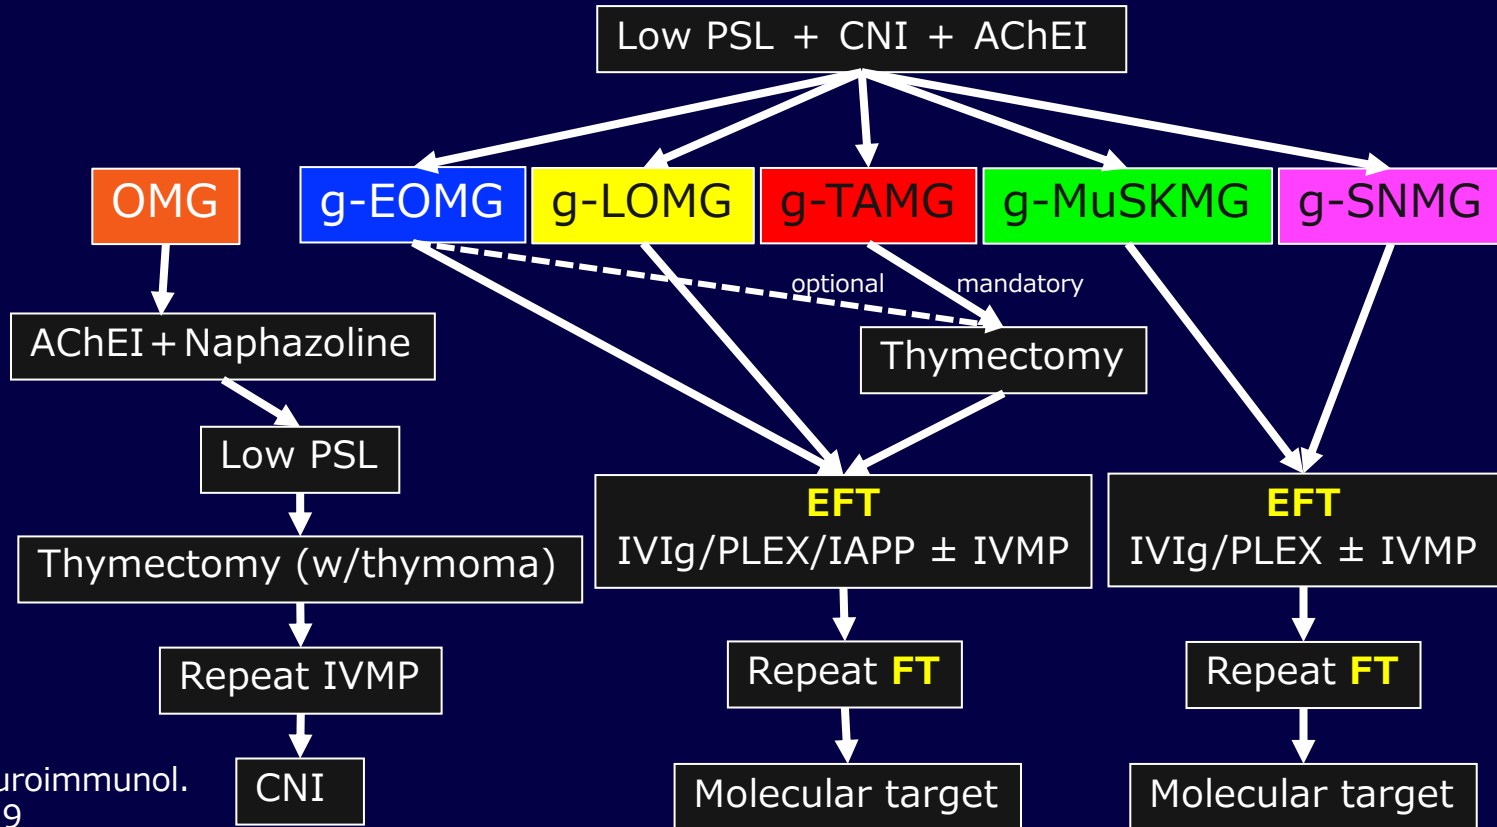 Low PSL + CNI + AChEI
OMG
g-EOMG
g-LOMG
g-TAMG
g-MuSKMG
g-SNMG
optional
mandatory
AChEI+Naphazoline
Thymectomy
Low PSL
EFT
IVIg/PLEX/IAPP ± IVMP
EFT
IVIg/PLEX ± IVMP
Thymectomy (w/thymoma)
Repeat IVMP
Repeat FT
Repeat FT
CNI
Molecular target
Molecular target
uroimmunol.
9